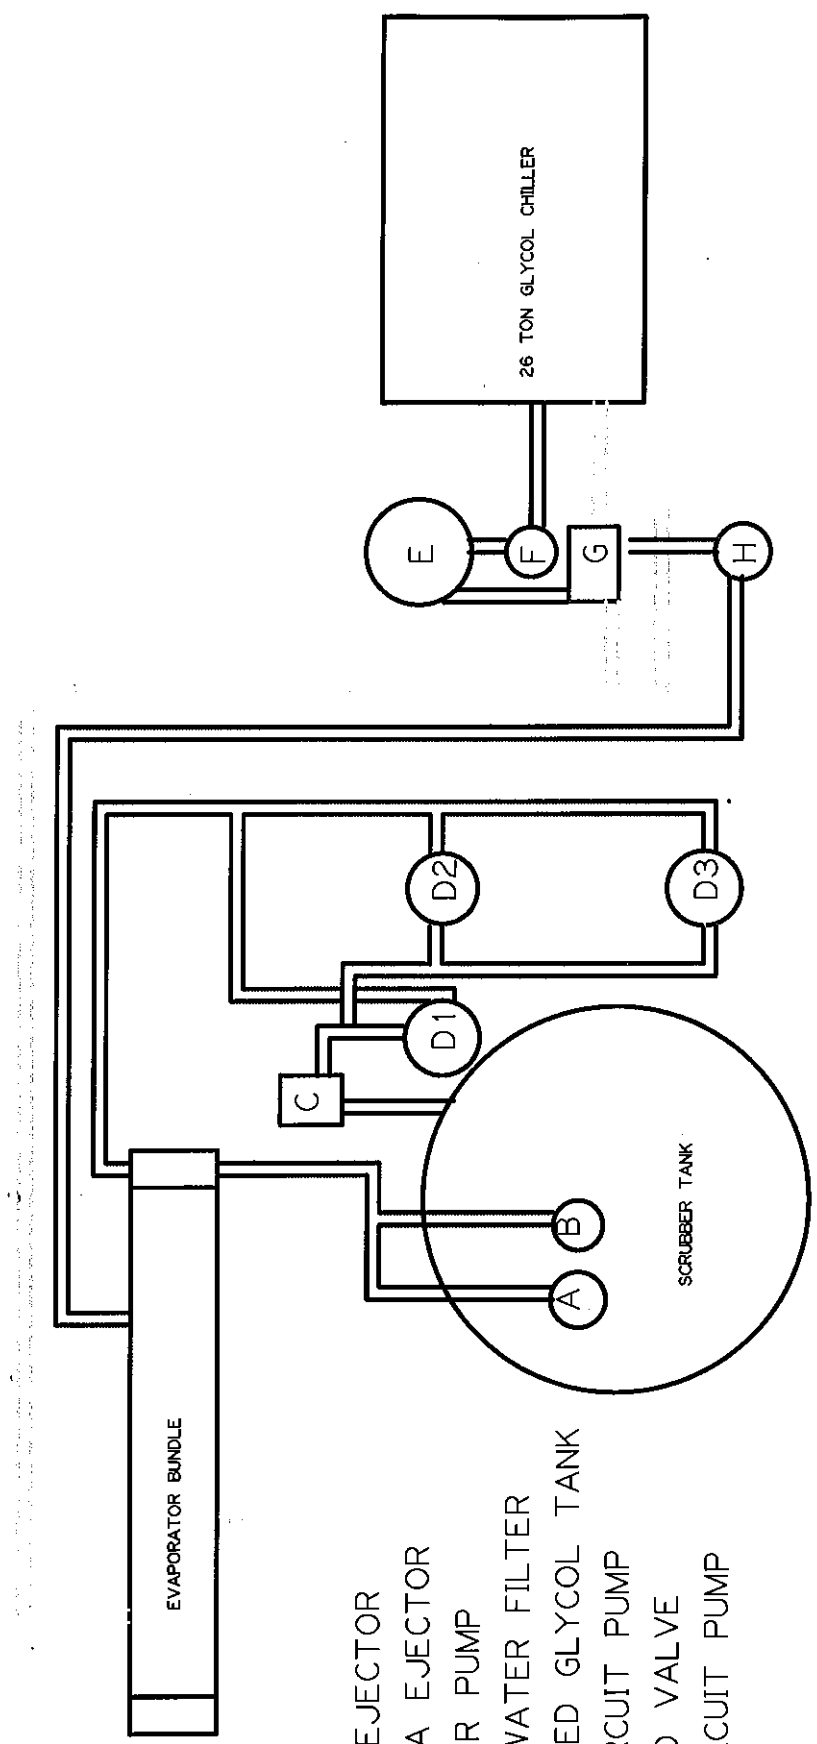 EVAPORATOR BUNDLE
EJECTOR
A EJECTOR
R PUMP
WATER FILTER
ED GLYCOL TANK
RCUIT PUMP
D VALVE
CUIT PUMP
A
B
SCRUBBER TANK
C
D1
D2
D3
E
F
G
H
26 TON GLYCOL CHILLER